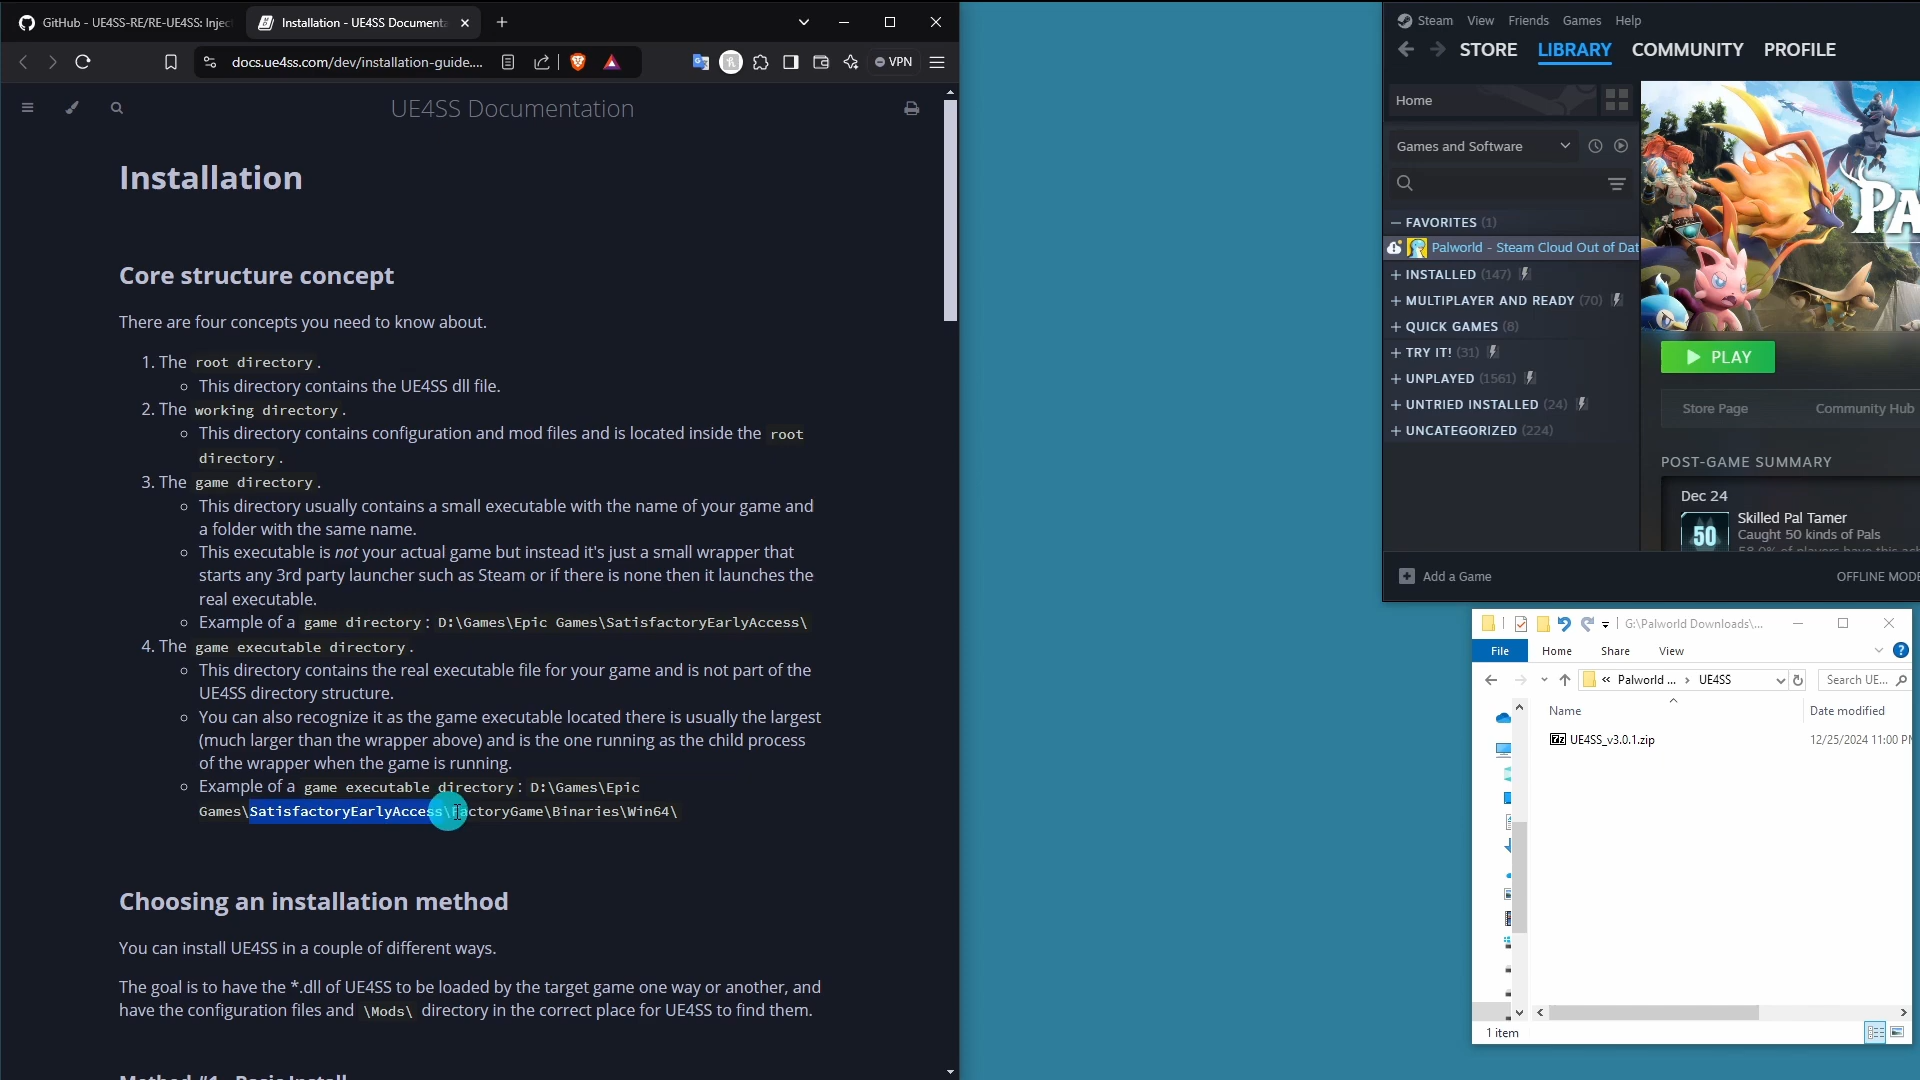 GitHub - UE4SS-RE/RE-UE4SS: Injec
Installation - UE4SS Documenta
docs.ue4ss.com/dev/installation-guide....
VPN
UE4SS Documentation
Installation
Core structure concept
There are four concepts you need to know about.
1. The root directory.
This directory contains the UE4SS dll file.
2. The working directory.
This directory contains configuration and mod files and is located inside the root
directory.
3. The game directory.
This directory usually contains a small executable with the name of your game and
a folder with the same name.
This executable is not your actual game but instead it's just a small wrapper that
starts any 3rd party launcher such as Steam or if there is none then it launches the
real executable.
Example of a game directory: D:\Games\Epic Games\SatisfactoryEarlyAccess\
4. The game executable directory.
This directory contains the real executable file for your game and is not part of the
UE4SS directory structure.
You can also recognize it as the game executable located there is usually the largest
(much larger than the wrapper above) and is the one running as the child process
of the wrapper when the game is running.
Example of a game executable directory: D:\Games\Epic
Games\SatisfactoryEarlyAccess\FactoryGame\Binaries\Win64\
Choosing an installation method
You can install UE4SS in a couple of different ways.
The goal is to have the *.dll of UE4SS to be loaded by the target game one way or another, and
have the configuration files and \Mods\ directory in the correct place for UE4SS to find them.
Steam View Friends Games Help
STORE LIBRARY COMMUNITY PROFILE
Home
Games and Software
FAVORITES (1)
Palworld - Steam Cloud Out of Dat
INSTALLED (147)
MULTIPLAYER AND READY (70)
QUICK GAMES (8)
TRY IT! (31)
UNPLAYED (1561)
UNTRIED INSTALLED (24)
UNCATEGORIZED (224)
Add a Game
PA
PLAY
Store Page Community Hub
POST-GAME SUMMARY
Dec 24
50
Skilled Pal Tamer
Caught 50 kinds of Pals
OFFLINE MODE
G:\Palworld Downloads\...
File Home Share View
« Palworld ... › UE4SS
Search UE...
Name Date modified
7z UE4SS_v3.0.1.zip 12/25/2024 11:00 PM
1 item